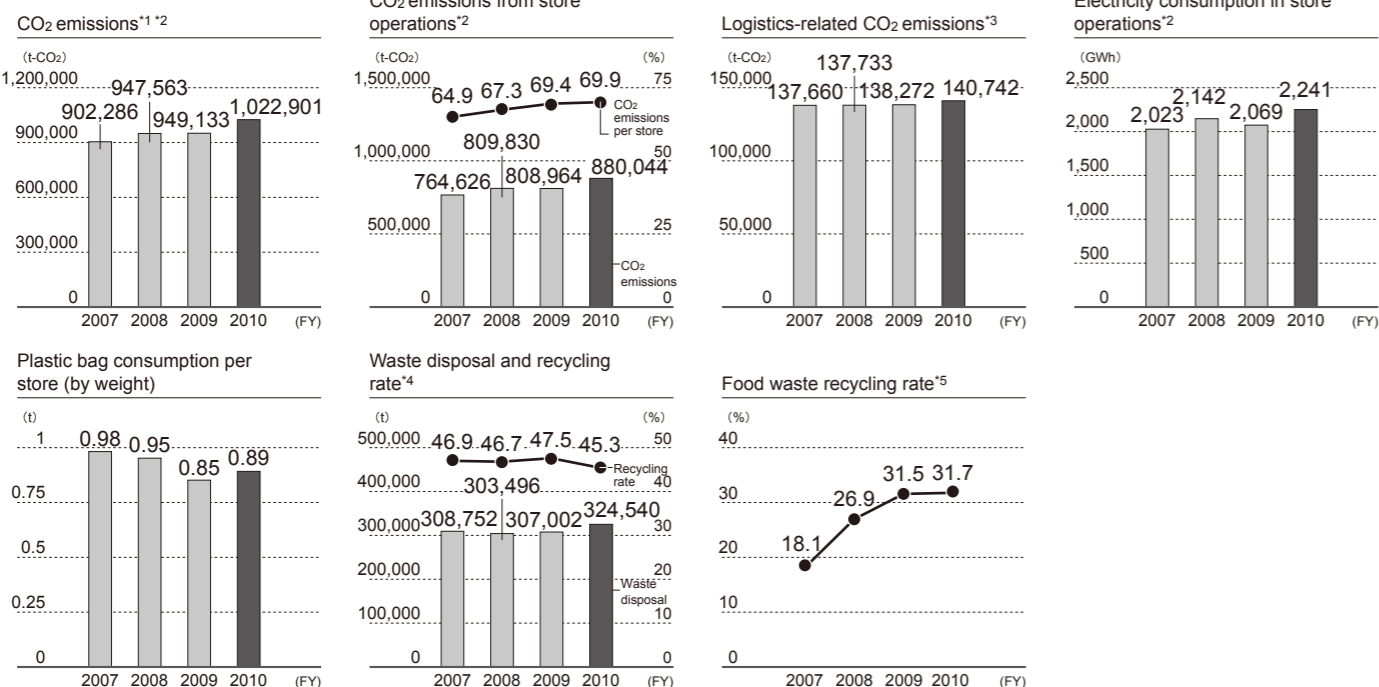 CO2 emissions*1 *2
(t-CO2)
1,200,000
900,000
600,000
300,000
0
902,286
947,563
949,133
1,022,901
2007 2008 2009 2010 (FY)
CO2 emissions from store
operations*2
(t-CO2) (%)
1,500,000 75
1,000,000 50
500,000 25
0 0
64.9 67.3 69.4 69.9
CO2
emissions
per store
764,626
809,830
808,964
880,044
CO2
emissions
2007 2008 2009 2010 (FY)
Logistics-related CO2 emissions*3
(t-CO2)
150,000
100,000
50,000
0
137,660
137,733
138,272
140,742
2007 2008 2009 2010 (FY)
Electricity consumption in store
operations*2
(GWh)
2,500
2,000
1,500
1,000
500
0
2,023
2,142
2,069
2,241
2007 2008 2009 2010 (FY)
Plastic bag consumption per
store (by weight)
(t)
1
0.75
0.5
0.25
0
0.98 0.95 0.85 0.89
2007 2008 2009 2010 (FY)
Waste disposal and recycling
rate*4
(t) (%)
500,000 50
400,000 40
300,000 30
200,000 20
100,000 10
0 0
46.9 46.7 47.5 45.3
Recycling
rate
308,752
303,496
307,002
324,540
Waste
disposal
2007 2008 2009 2010 (FY)
Food waste recycling rate*5
(%)
40
30
20
10
0
18.1
26.9
31.5 31.7
2007 2008 2009 2010 (FY)